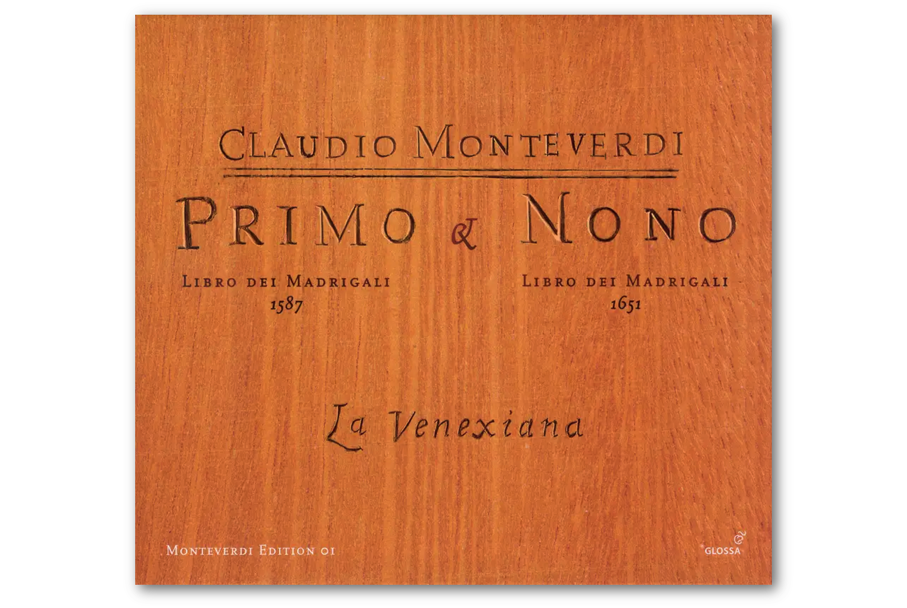 CLAUDIO MONTEVERDI
PRIMO & NONO
LIBRO DEI MADRIGALI LIBRO DEI MADRIGALI
1587 1651
La Venexiana
MONTEVERDI EDITION 01
GLOSSA